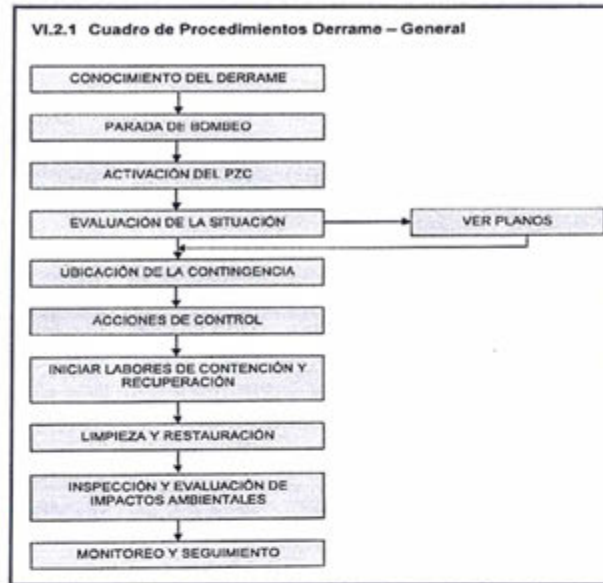 VI.2.1 Cuadro de Procedimientos Derrame – General
CONOCIMIENTO DEL DERRAME
PARADA DE BOMBEO
ACTIVACIÓN DEL PZC
EVALUACIÓN DE LA SITUACIÓN
VER PLANOS
UBICACIÓN DE LA CONTINGENCIA
ACCIONES DE CONTROL
INICIAR LABORES DE CONTENCIÓN Y
RECUPERACIÓN
LIMPIEZA Y RESTAURACIÓN
INSPECCIÓN Y EVALUACIÓN DE
IMPACTOS AMBIENTALES
MONITOREO Y SEGUIMIENTO